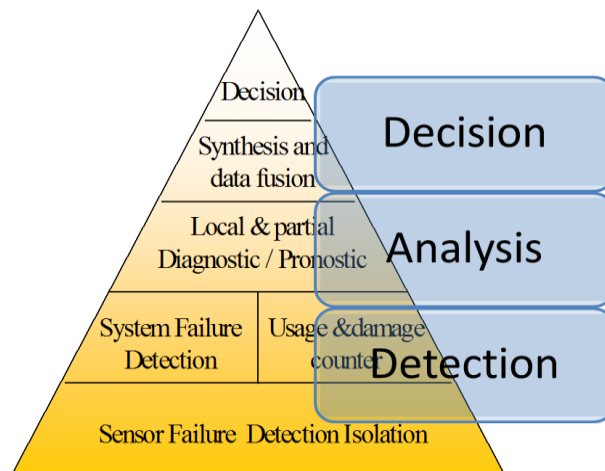 Decision
Synthesis and
data fusion
Local & partial
Diagnostic / Pronostic
System Failure
Detection
Usage &damage
counter
Sensor Failure Detection Isolation
Decision
Analysis
Detection